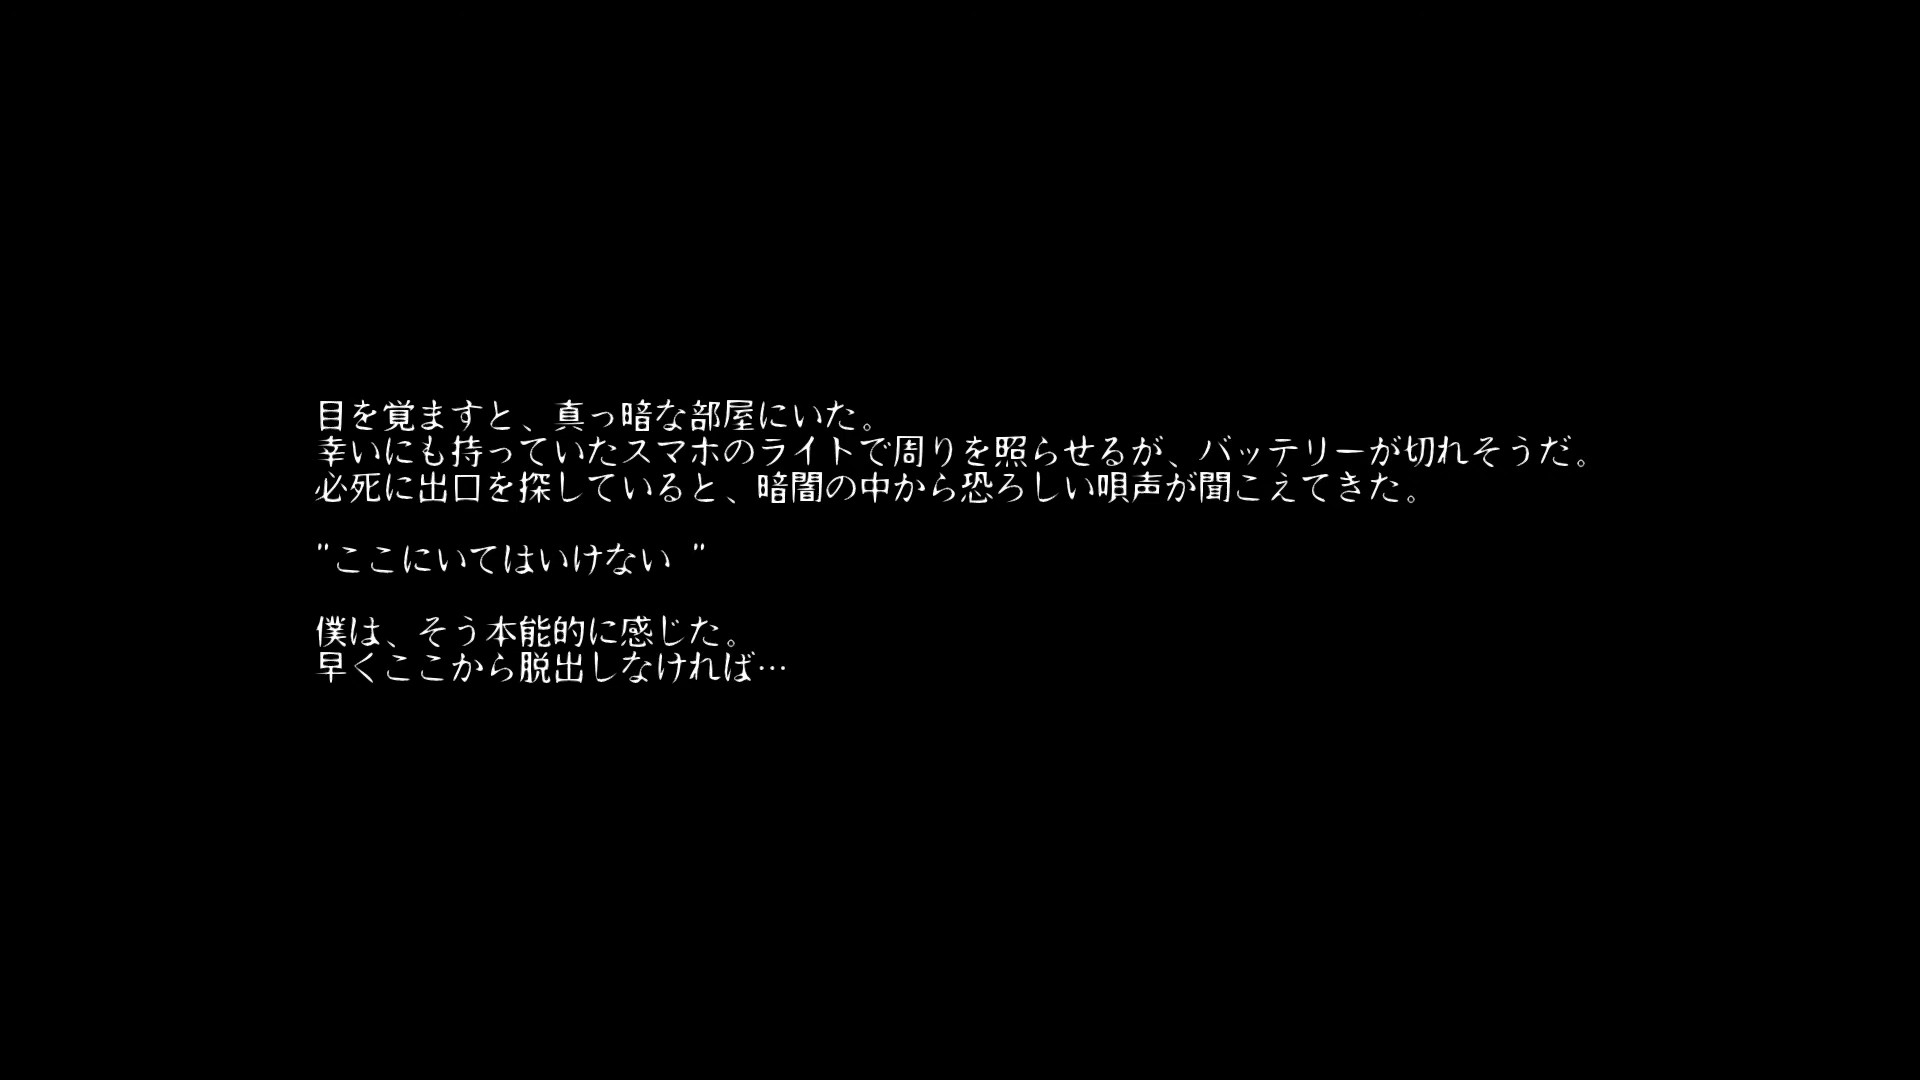 目を覚ますと、真っ暗な部屋にいた。
幸いにも持っていたスマホのライトで周りを照らせるが、バッテリーが切れそうだ。
必死に出口を探していると、暗闇の中から恐ろしい唄声が聞こえてきた。
"ここにいてはいけない "
僕は、そう本能的に感じた。
早くここから脱出しなければ…